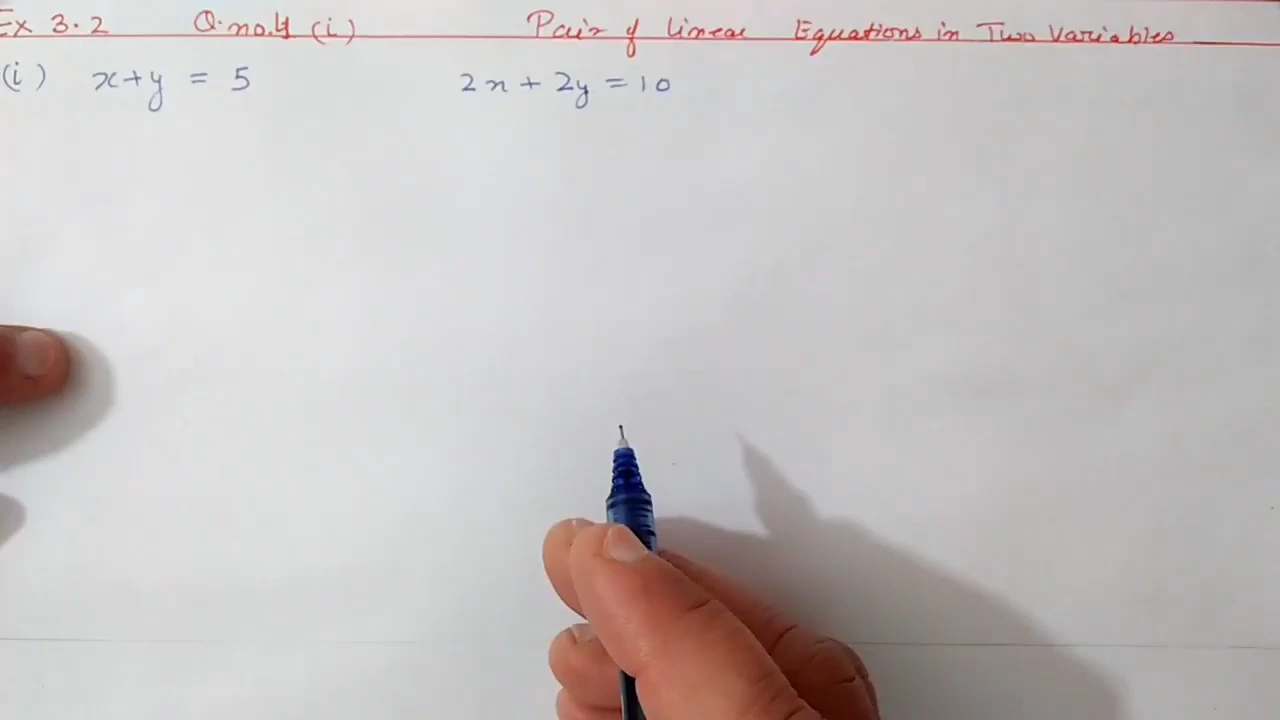 Ex 3.2 Q.no.4 (i) Pair of Linear Equations in Two Variables
(i) x+y = 5 2x + 2y = 10